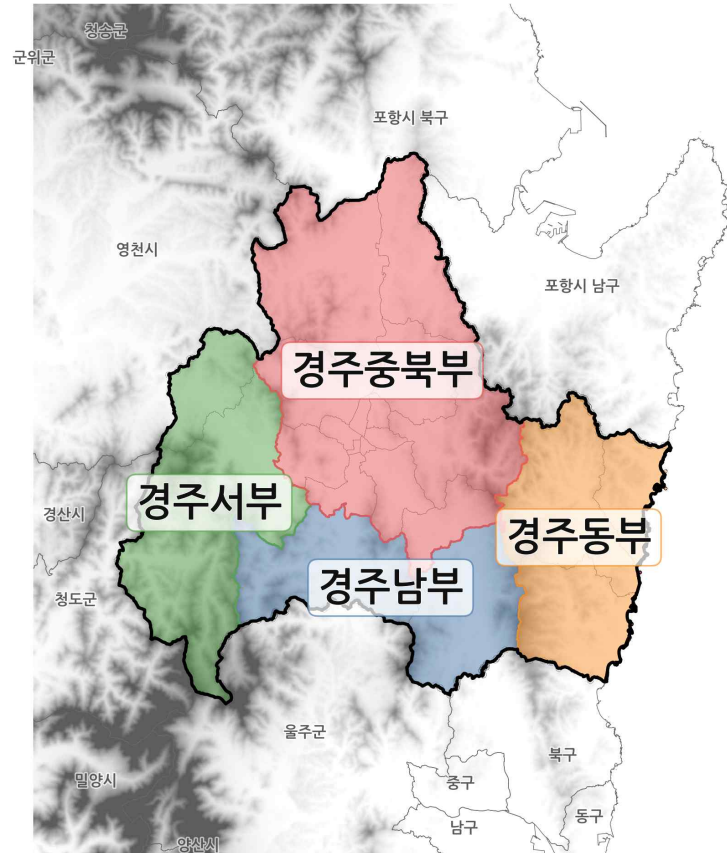 청송군
군위군
포항시 북구
영천시
포항시 남구
경주중북부
경주서부
경산시
경주동부
경주남부
청도군
울주군
북구
밀양시
중구
동구
남구
양산시